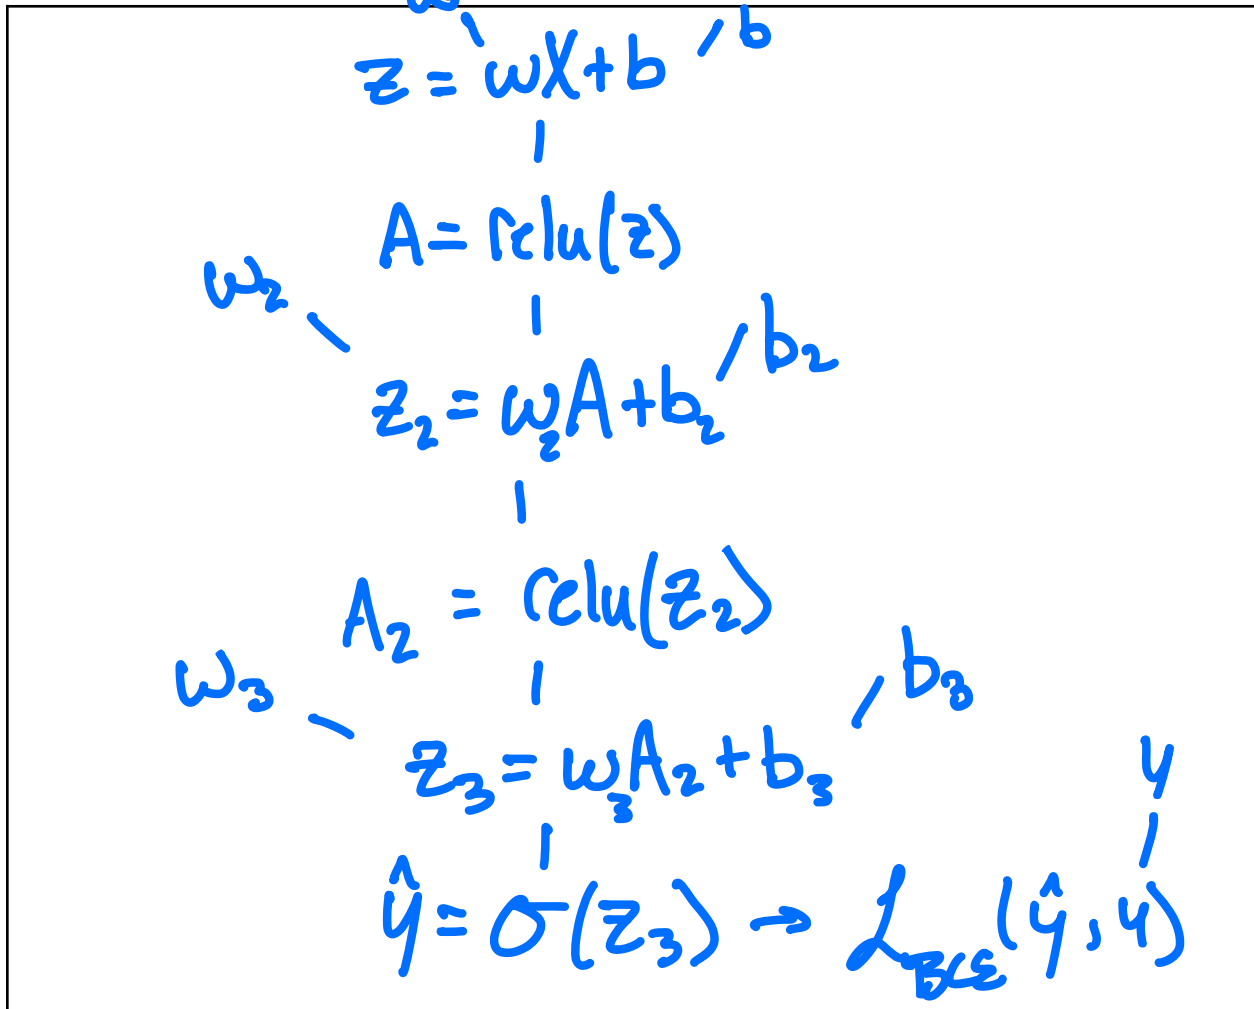 b
z = wX+b
A = relu(z)
w₂
b₂
z₂ = w₂A + b₂
A₂ = relu(z₂)
w₃
b₃
z₃ = w₃A₂ + b₃
y
ŷ = σ(z₃) → ℒ_BCE(ŷ, y)